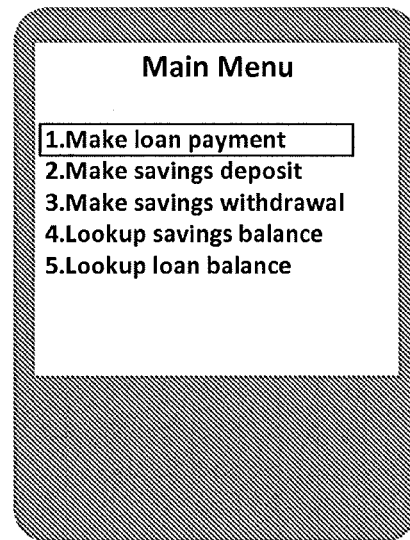 Main Menu
1.Make loan payment
2.Make savings deposit
3.Make savings withdrawal
4.Lookup savings balance
5.Lookup loan balance